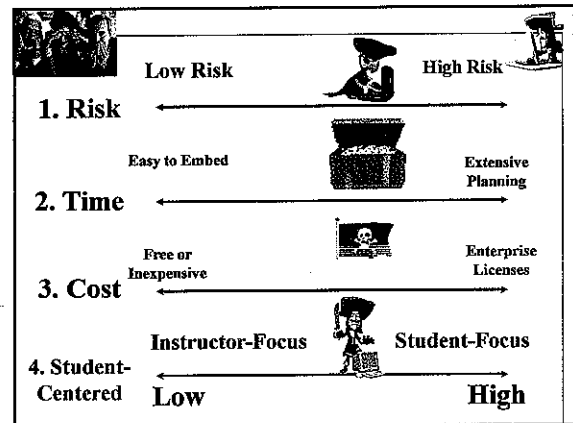 Low Risk
High Risk
1. Risk
Easy to Embed
Extensive
Planning
2. Time
Free or
Inexpensive
Enterprise
Licenses
3. Cost
Instructor-Focus
Student-Focus
4. Student-
Centered
Low
High